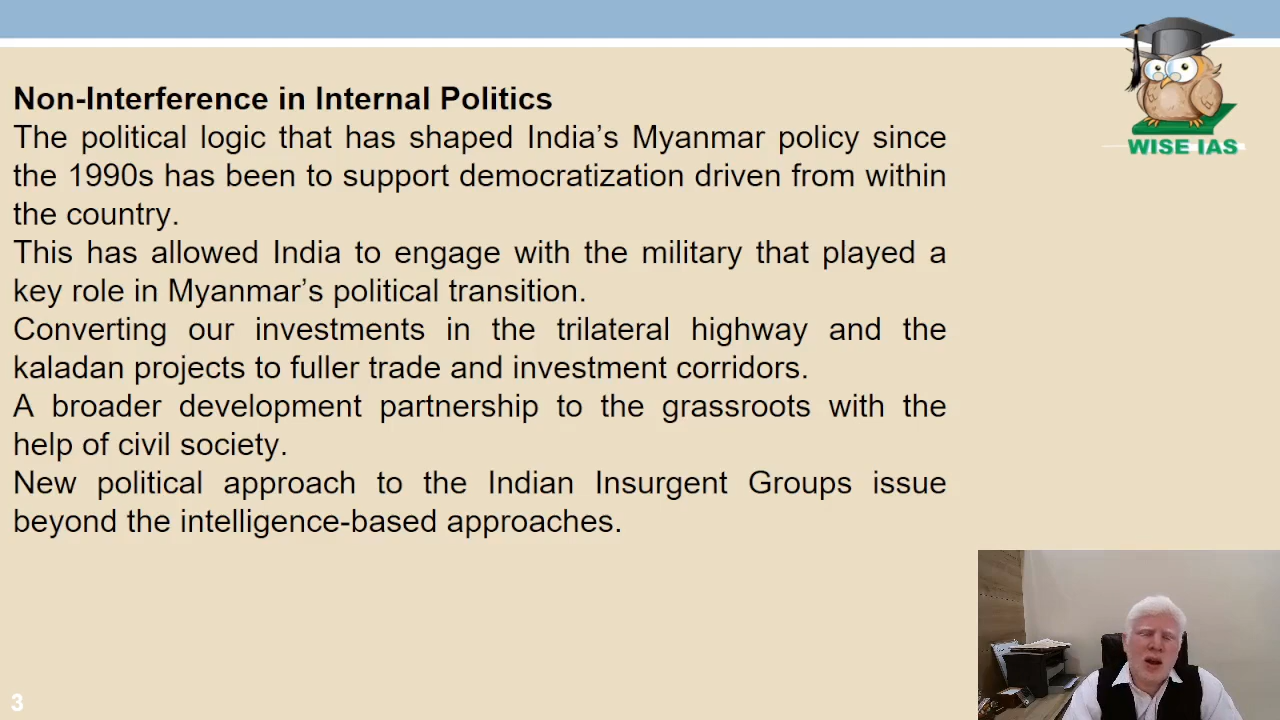 Non-Interference in Internal Politics
The political logic that has shaped India's Myanmar policy since
the 1990s has been to support democratization driven from within
the country.
This has allowed India to engage with the military that played a
key role in Myanmar's political transition.
Converting our investments in the trilateral highway and the
kaladan projects to fuller trade and investment corridors.
A broader development partnership to the grassroots with the
help of civil society.
New political approach to the Indian Insurgent Groups issue
beyond the intelligence-based approaches.
WISE IAS
3